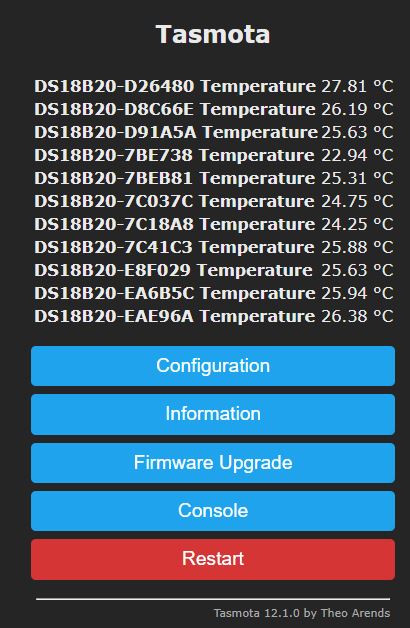 Tasmota
DS18B20-D26480 Temperature 27.81 °C
DS18B20-D8C66E Temperature 26.19 °C
DS18B20-D91A5A Temperature 25.63 °C
DS18B20-7BE738 Temperature 22.94 °C
DS18B20-7BEB81 Temperature 25.31 °C
DS18B20-7C037C Temperature 24.75 °C
DS18B20-7C18A8 Temperature 24.25 °C
DS18B20-7C41C3 Temperature 25.88 °C
DS18B20-E8F029 Temperature 25.63 °C
DS18B20-EA6B5C Temperature 25.94 °C
DS18B20-EAE96A Temperature 26.38 °C
Configuration
Information
Firmware Upgrade
Console
Restart
Tasmota 12.1.0 by Theo Arends